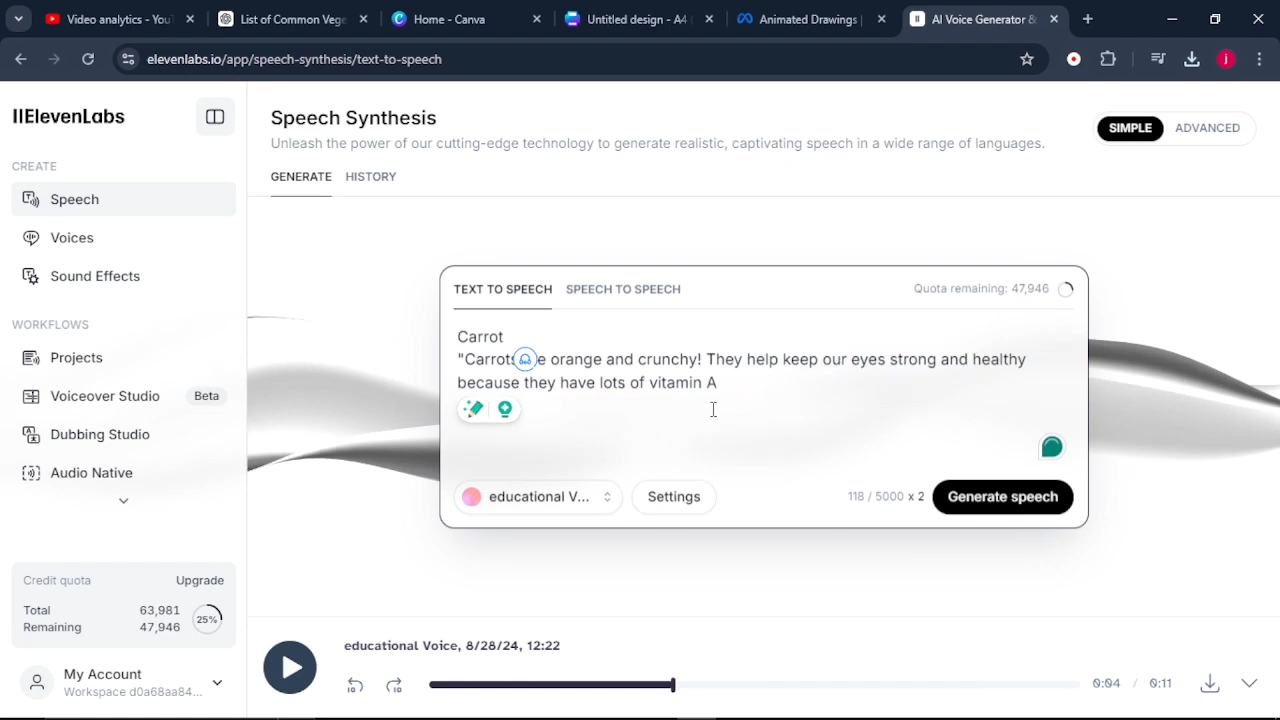 Video analytics - YouT
List of Common Vege
Home - Canva
Untitled design - A4 (
Animated Drawings |
AI Voice Generator &
elevenlabs.io/app/speech-synthesis/text-to-speech
j
IIElevenLabs
CREATE
Speech
Voices
Sound Effects
WORKFLOWS
Projects
Voiceover Studio Beta
Dubbing Studio
Audio Native
Credit quota Upgrade
Total 63,981
Remaining 47,946
25%
My Account
Workspace d0a68aa84...
Speech Synthesis
Unleash the power of our cutting-edge technology to generate realistic, captivating speech in a wide range of languages.
SIMPLE ADVANCED
GENERATE HISTORY
TEXT TO SPEECH SPEECH TO SPEECH Quota remaining: 47,946
Carrot
"Carrots e orange and crunchy! They help keep our eyes strong and healthy
because they have lots of vitamin A
educational V... Settings 118 / 5000 x 2 Generate speech
educational Voice, 8/28/24, 12:22
0:04 / 0:11